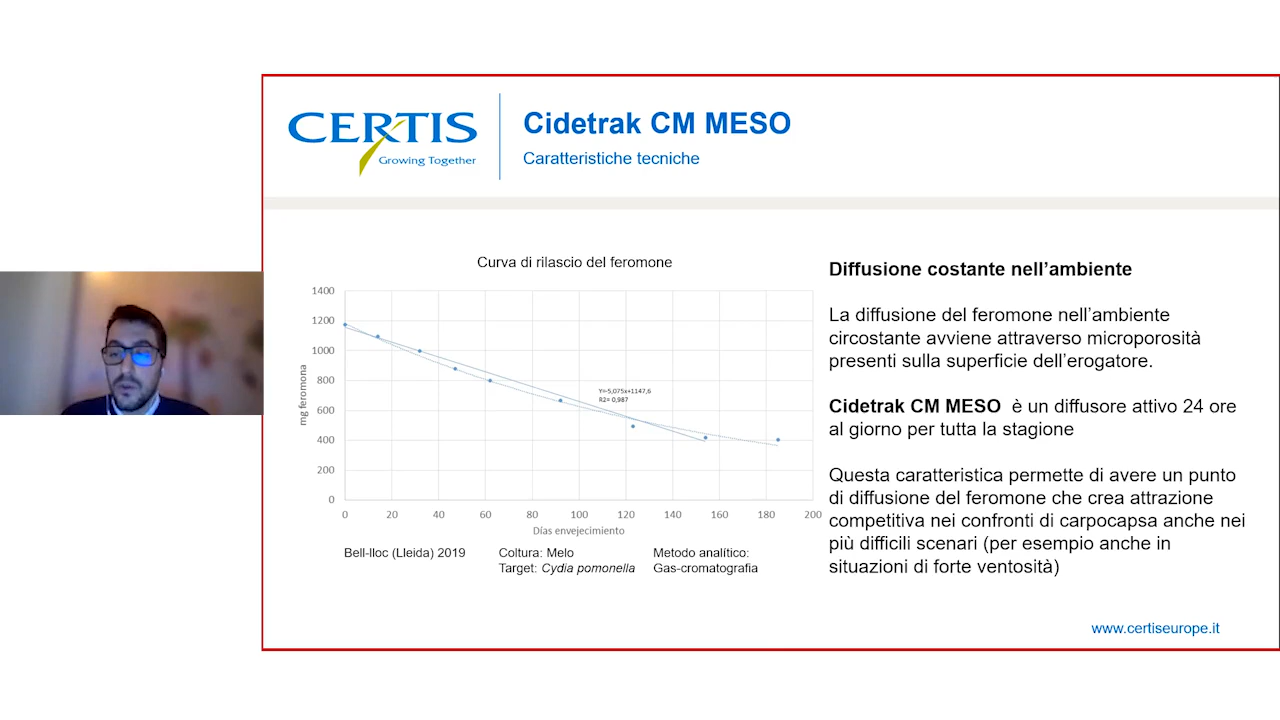 CERTIS
Growing Together
Cidetrak CM MESO
Caratteristiche tecniche
Curva di rilascio del feromone
1400
1200
1000
800
600
400
200
0
mg feromona
Y=-5,075x+1147,6
R2= 0,987
0 20 40 60 80 100 120 140 160 180 200
Días envejecimiento
Bell-lloc (Lleida) 2019
Coltura: Melo
Target: Cydia pomonella
Metodo analítico:
Gas-cromatografia
Diffusione costante nell’ambiente
La diffusione del feromone nell’ambiente
circostante avviene attraverso microporosità
presenti sulla superficie dell’erogatore.
Cidetrak CM MESO è un diffusore attivo 24 ore
al giorno per tutta la stagione
Questa caratteristica permette di avere un punto
di diffusione del feromone che crea attrazione
competitiva nei confronti di carpocapsa anche nei
più difficili scenari (per esempio anche in
situazioni di forte ventosità)
www.certiseurope.it